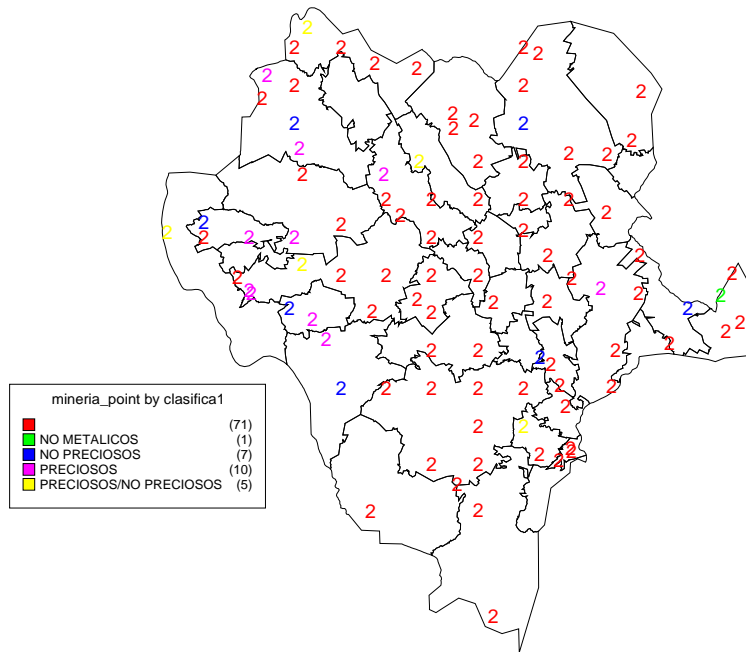 mineria_point by clasifica1
(71)
NO METALICOS (1)
NO PRECIOSOS (7)
PRECIOSOS (10)
PRECIOSOS/NO PRECIOSOS (5)